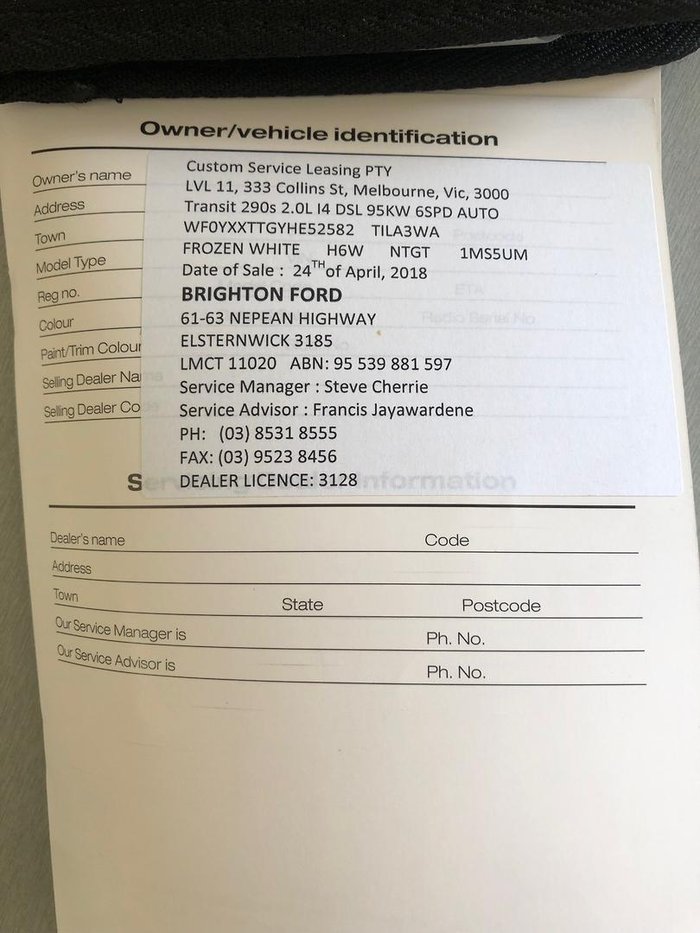 Owner/vehicle identification
Owner's name
Custom Service Leasing PTY
Address
LVL 11, 333 Collins St, Melbourne, Vic, 3000
Town
Transit 290s 2.0L I4 DSL 95KW 6SPD AUTO
Model Type
WF0YXXTTGYHE52582 TILA3WA
Reg no.
FROZEN WHITE H6W NTGT 1MS5UM
Colour
Date of Sale : 24TH of April, 2018
Paint/Trim Colour
BRIGHTON FORD
Selling Dealer Na
61-63 NEPEAN HIGHWAY
Selling Dealer Co
ELSTERNWICK 3185
LMCT 11020 ABN: 95 539 881 597
Service Manager : Steve Cherrie
Service Advisor : Francis Jayawardene
PH: (03) 8531 8555
FAX: (03) 9523 8456
DEALER LICENCE: 3128
Ser information
Dealer's name Code
Address
Town State Postcode
Our Service Manager is Ph. No.
Our Service Advisor is Ph. No.